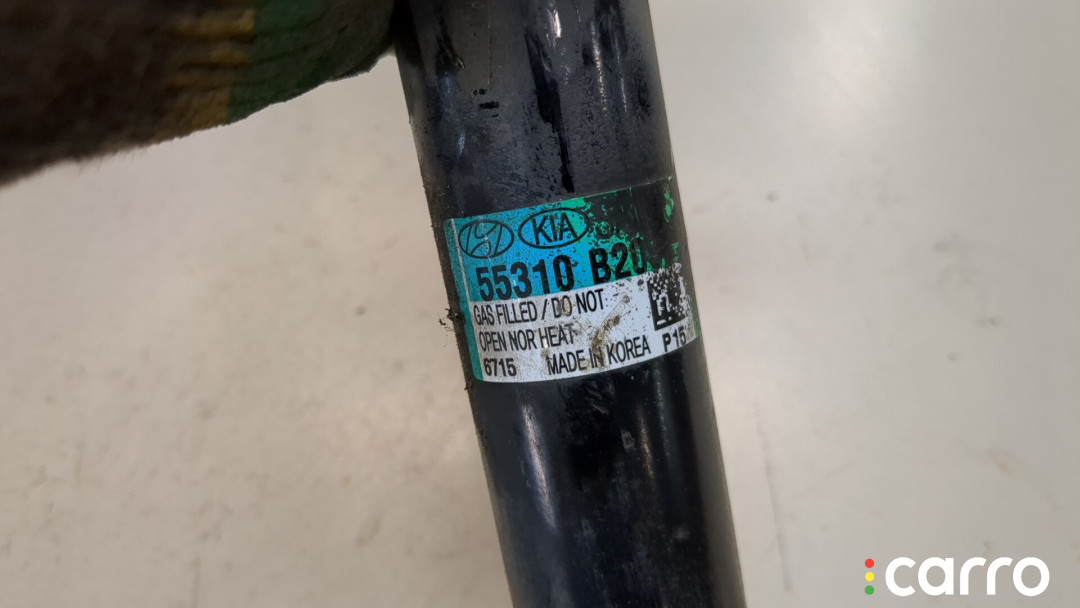 KIA
55310 B20
GAS FILLED / DO NOT
OPEN NOR HEAT
6715 MADE IN KOREA P15
carro